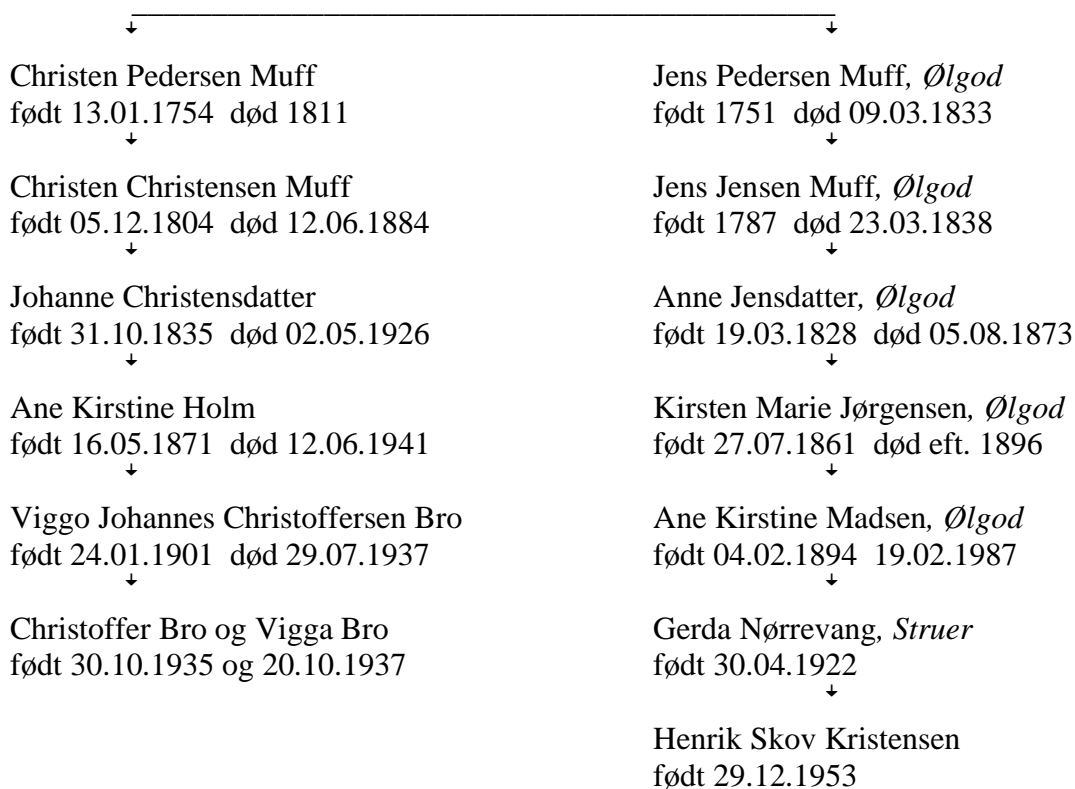 Christen Pedersen Muff
født 13.01.1754 død 1811
Christen Christensen Muff
født 05.12.1804 død 12.06.1884
Johanne Christensdatter
født 31.10.1835 død 02.05.1926
Ane Kirstine Holm
født 16.05.1871 død 12.06.1941
Viggo Johannes Christoffersen Bro
født 24.01.1901 død 29.07.1937
Christoffer Bro og Vigga Bro
født 30.10.1935 og 20.10.1937
Jens Pedersen Muff, Ølgod
født 1751 død 09.03.1833
Jens Jensen Muff, Ølgod
født 1787 død 23.03.1838
Anne Jensdatter, Ølgod
født 19.03.1828 død 05.08.1873
Kirsten Marie Jørgensen, Ølgod
født 27.07.1861 død eft. 1896
Ane Kirstine Madsen, Ølgod
født 04.02.1894 19.02.1987
Gerda Nørrevang, Struer
født 30.04.1922
Henrik Skov Kristensen
født 29.12.1953